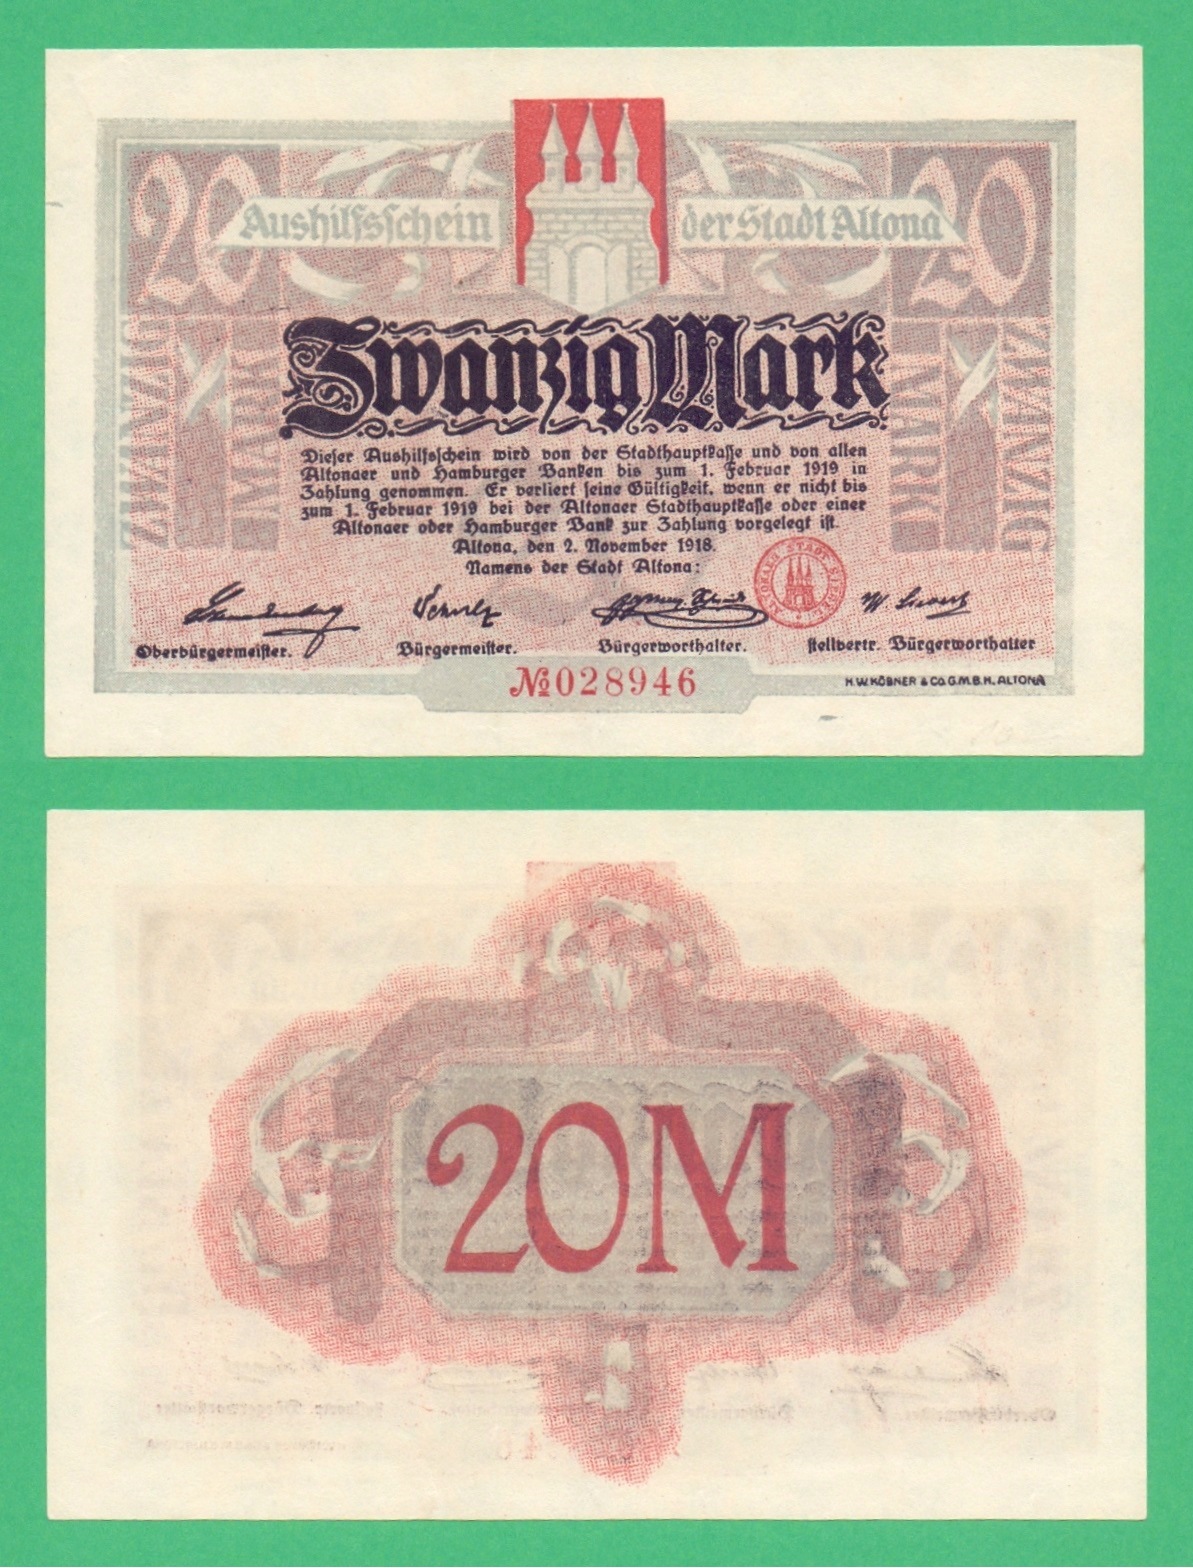 20 20
Aushilfsschein der Stadt Altona
ZWANZIG MARK
MARK ZWANZIG
Zwanzig Mark
Dieser Aushilfsschein wird von der Stadthauptkasse und von allen
Altonaer und Hamburger Banken bis zum 1. Februar 1919 in
Zahlung genommen. Er verliert seine Gültigkeit, wenn er nicht bis
zum 1. Februar 1919 bei der Altonaer Stadthauptkasse oder einer
Altonaer oder Hamburger Bank zur Zahlung vorgelegt ist.
Altona, den 2. November 1918.
Namens der Stadt Altona:
Oberbürgermeister. Bürgermeister. Bürgerworthalter. stellvertr. Bürgerworthalter
№028946
H.W.KÖBNER & CO.G.M.B.H. ALTONA
20M